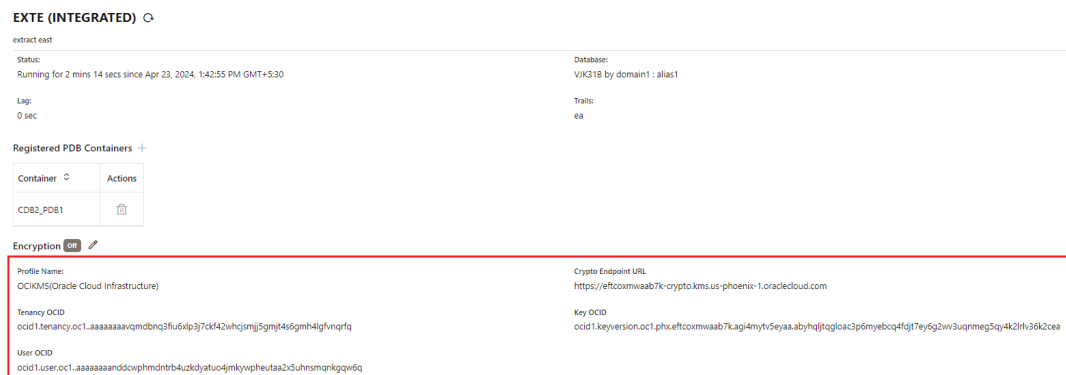 EXTE (INTEGRATED)
extract east
Status:
Running for 2 mins 14 secs since Apr 23, 2024, 1:42:55 PM GMT+5:30
Database:
VJK31B by domain1 : alias1
Lag:
0 sec
Trails:
ea
Registered PDB Containers
Container Actions
CDB2_PDB1
Encryption Off
Profile Name:
OCIKMS(Oracle Cloud Infrastructure)
Crypto Endpoint URL
https://eftcoxmwaab7k-crypto.kms.us-phoenix-1.oraclecloud.com
Tenancy OCID
ocid1.tenancy.oc1..aaaaaaaavqmdbnq3fiu6xlp3j7ckf42whcjsmjj5gmjt4s6gmh4lgfvnqrfq
Key OCID
ocid1.keyversion.oc1.phx.eftcoxmwaab7k.agi4mytv5eyaa.abyhqljtqgloac3p6myebcq4fdjt7ey6g2wv3uqnmeg5qy4k2lrlv36k2cea
User OCID
ocid1.user.oc1..aaaaaaaanddcwphmdntrb4uzkdyatuo4jmkywpheutaa2x5uhnsmqnkgqw6q